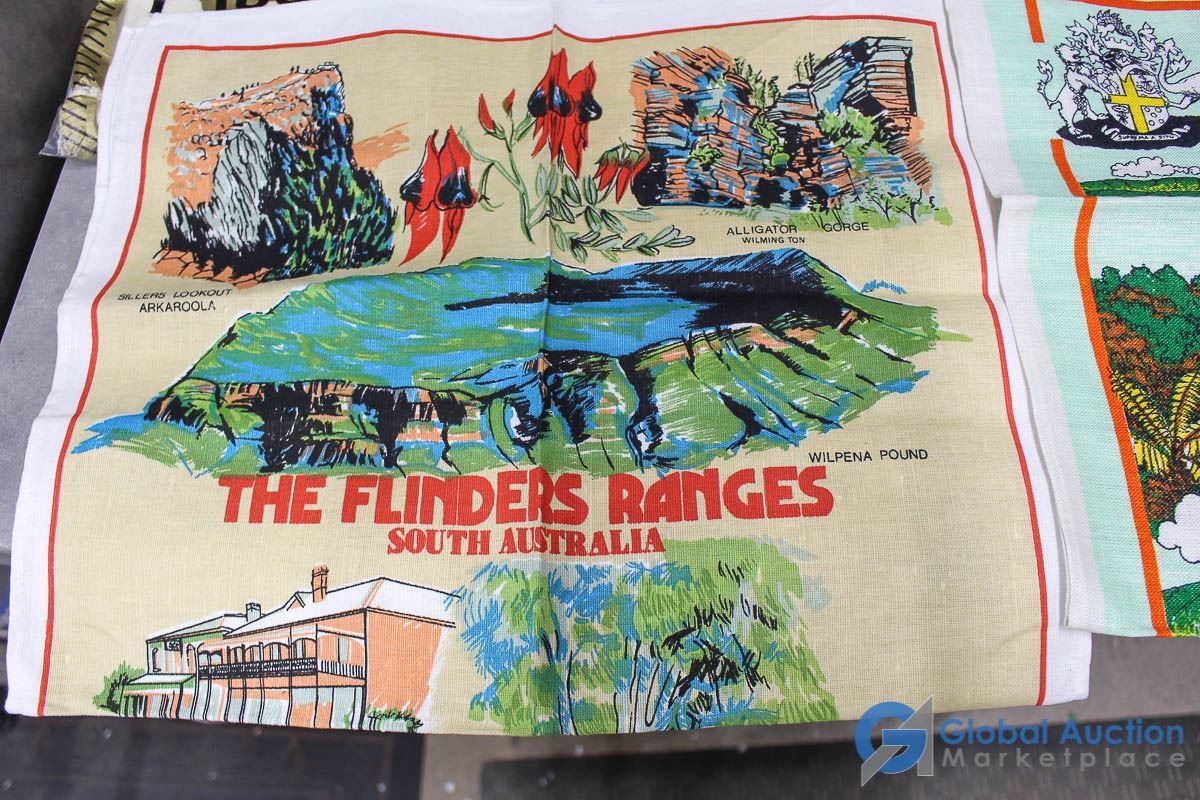 SILLERS LOOKOUT
ARKAROOLA
ALLIGATOR GORGE
WILMINGTON
WILPENA POUND
THE FLINDERS RANGES
SOUTH AUSTRALIA
Global Auction
Marketplace